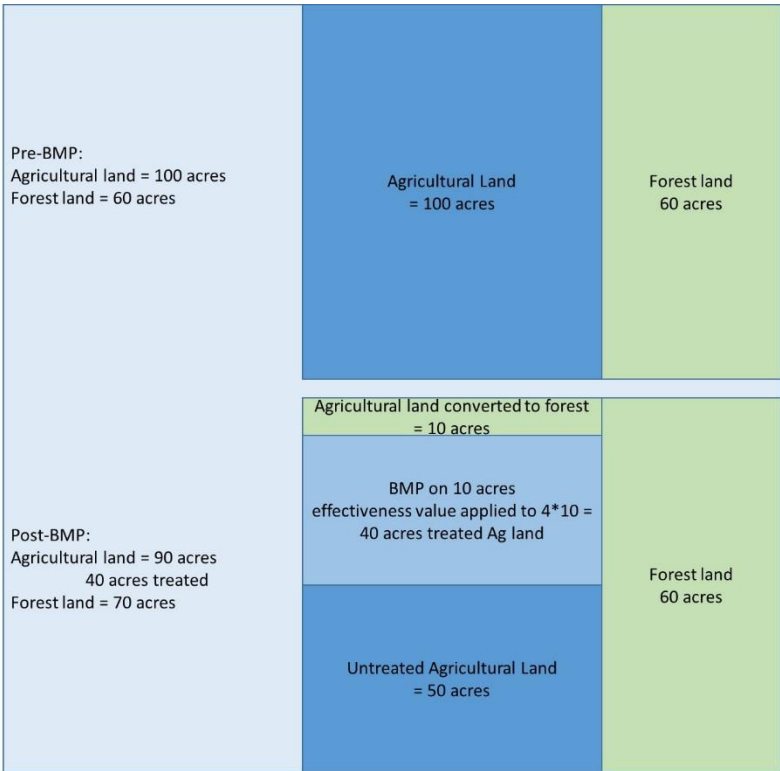 Pre-BMP:
Agricultural land = 100 acres
Forest land = 60 acres
Agricultural Land
= 100 acres
Forest land
60 acres
Agricultural land converted to forest
= 10 acres
BMP on 10 acres
effectiveness value applied to 4*10 =
40 acres treated Ag land
Post-BMP:
Agricultural land = 90 acres
40 acres treated
Forest land = 70 acres
Forest land
60 acres
Untreated Agricultural Land
= 50 acres